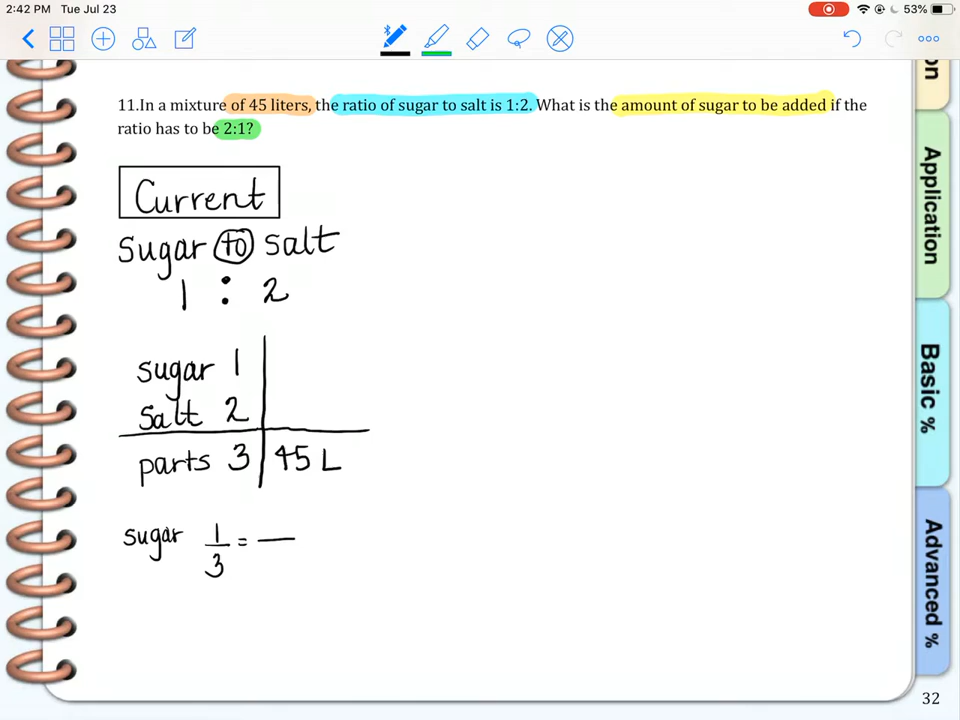 2:42 PM Tue Jul 23
53%
11.In a mixture of 45 liters, the ratio of sugar to salt is 1:2. What is the amount of sugar to be added if the
ratio has to be 2:1?
Current
Sugar to salt
1 : 2
sugar 1
Salt 2
parts 3 45 L
sugar 1/3 = —
on
Application
Basic %
Advanced %
32